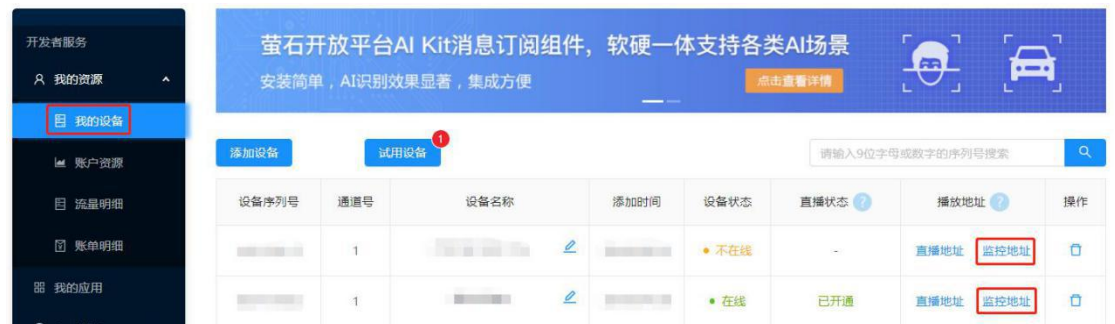 开发者服务
我的资源
我的设备
账户资源
流量明细
账单明细
我的应用
萤石开放平台AI Kit消息订阅组件，软硬一体支持各类AI场景
安装简单，AI识别效果显著，集成方便
点击查看详情
添加设备 试用设备 1 请输入9位字母或数字的序列号搜索
设备序列号 通道号 设备名称 添加时间 设备状态 直播状态 ? 播放地址 ? 操作
1 不在线 - 直播地址 监控地址
1 在线 已开通 直播地址 监控地址